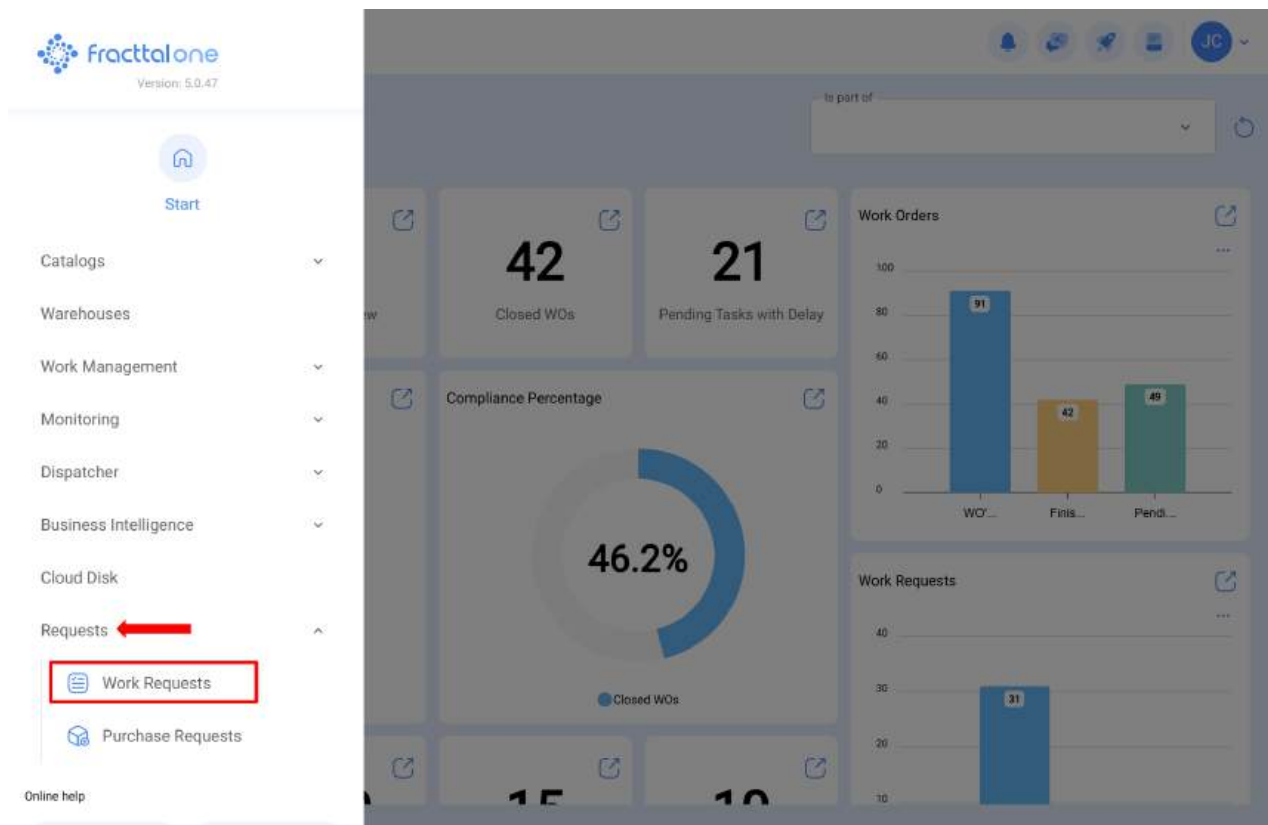 fracttalone
Version: 5.0.47
Start
Catalogs
Warehouses
Work Management
Monitoring
Dispatcher
Business Intelligence
Cloud Disk
Requests
Work Requests
Purchase Requests
Online help
JC
Is part of
42
Closed WOs
21
Pending Tasks with Delay
Work Orders
...
100
80
60
40
20
0
91
42
49
WO'...
Finis...
Pendi...
Compliance Percentage
46.2%
Closed WOs
Work Requests
...
40
30
20
10
31